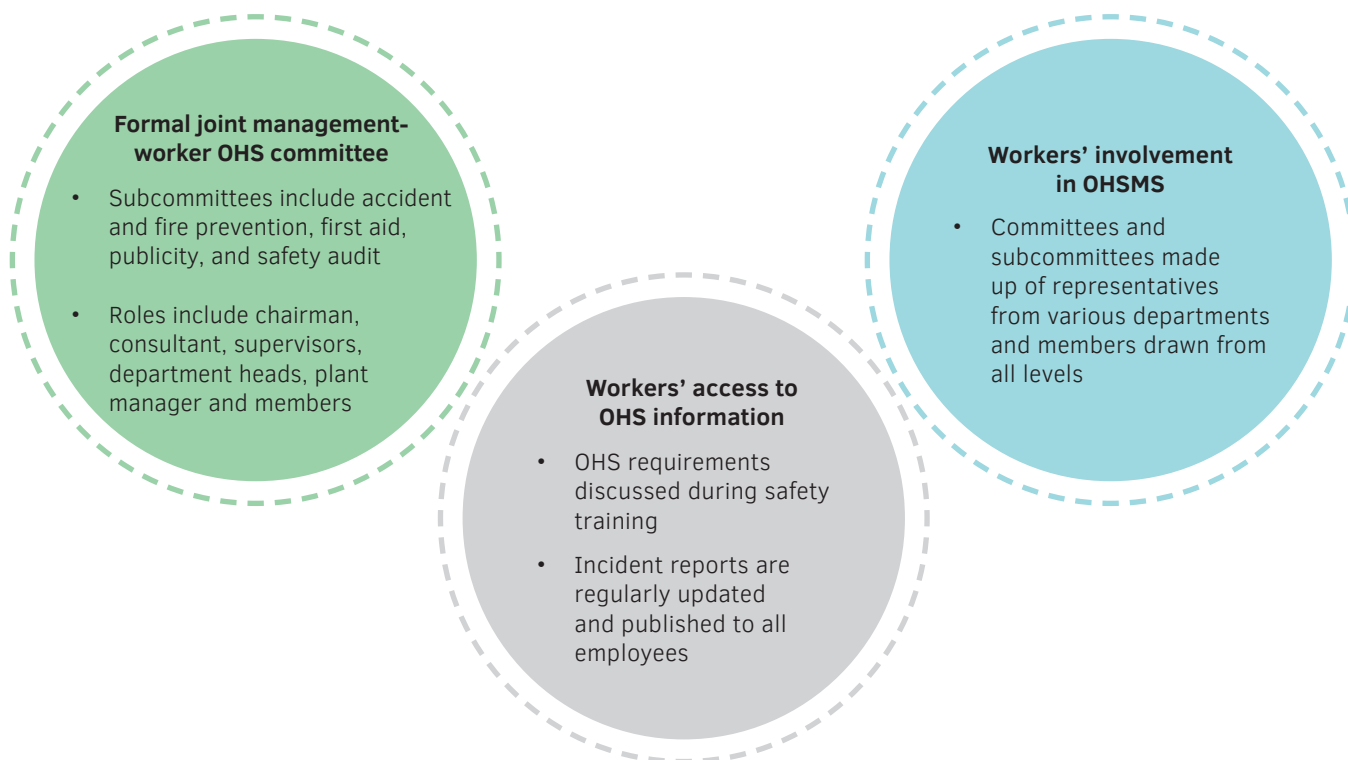 Formal joint management-
worker OHS committee
• Subcommittees include accident
and fire prevention, first aid,
publicity, and safety audit
• Roles include chairman,
consultant, supervisors,
department heads, plant
manager and members
Workers’ access to
OHS information
• OHS requirements
discussed during safety
training
• Incident reports are
regularly updated
and published to all
employees
Workers’ involvement
in OHSMS
• Committees and
subcommittees made
up of representatives
from various departments
and members drawn from
all levels